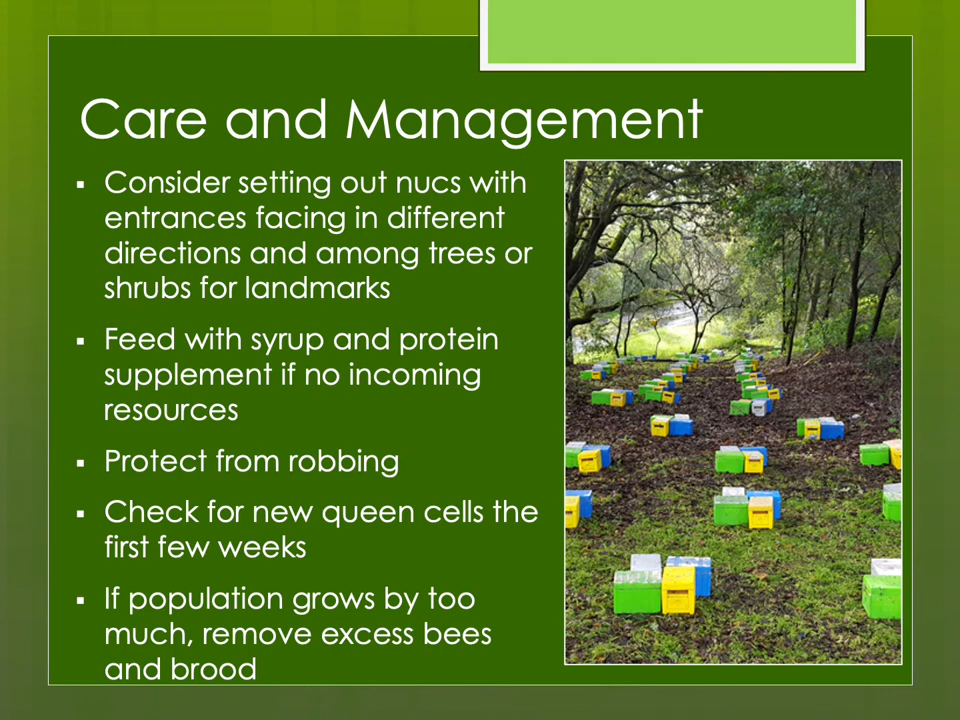 Care and Management
▪ Consider setting out nucs with
entrances facing in different
directions and among trees or
shrubs for landmarks
▪ Feed with syrup and protein
supplement if no incoming
resources
▪ Protect from robbing
▪ Check for new queen cells the
first few weeks
▪ If population grows by too
much, remove excess bees
and brood